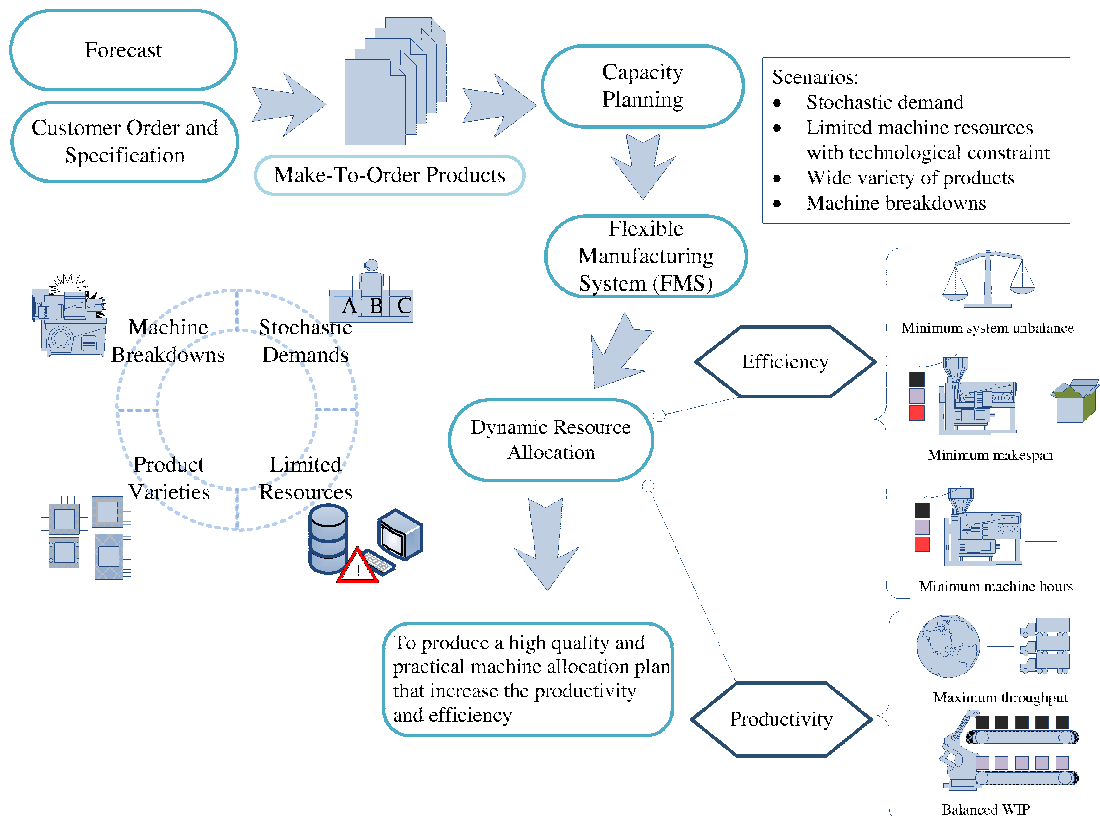 Forecast
Customer Order and
Specification
Make-To-Order Products
Capacity
Planning
Scenarios:
• Stochastic demand
• Limited machine resources
with technological constraint
• Wide variety of products
• Machine breakdowns
Flexible
Manufacturing
System (FMS)
Machine
Breakdowns
Stochastic
Demands
A B C
Product
Varieties
Limited
Resources
!
Dynamic Resource
Allocation
Efficiency
Minimum system unbalance
Minimum makespan
Minimum machine hours
To produce a high quality and
practical machine allocation plan
that increase the productivity
and efficiency
Productivity
Maximum throughput
Balanced WIP